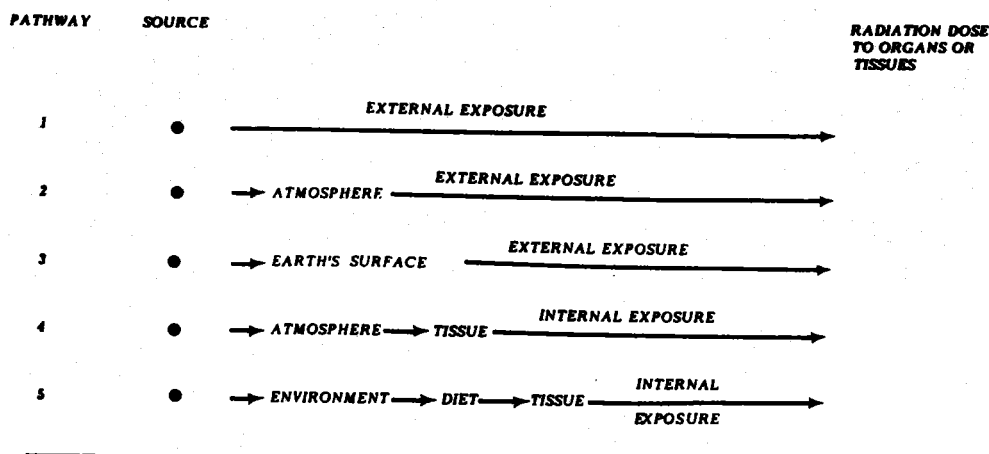 PATHWAY SOURCE RADIATION DOSE
TO ORGANS OR
TISSUES
1 EXTERNAL EXPOSURE
2 ATMOSPHERE EXTERNAL EXPOSURE
3 EARTH'S SURFACE EXTERNAL EXPOSURE
4 ATMOSPHERE TISSUE INTERNAL EXPOSURE
5 ENVIRONMENT DIET TISSUE INTERNAL
EXPOSURE